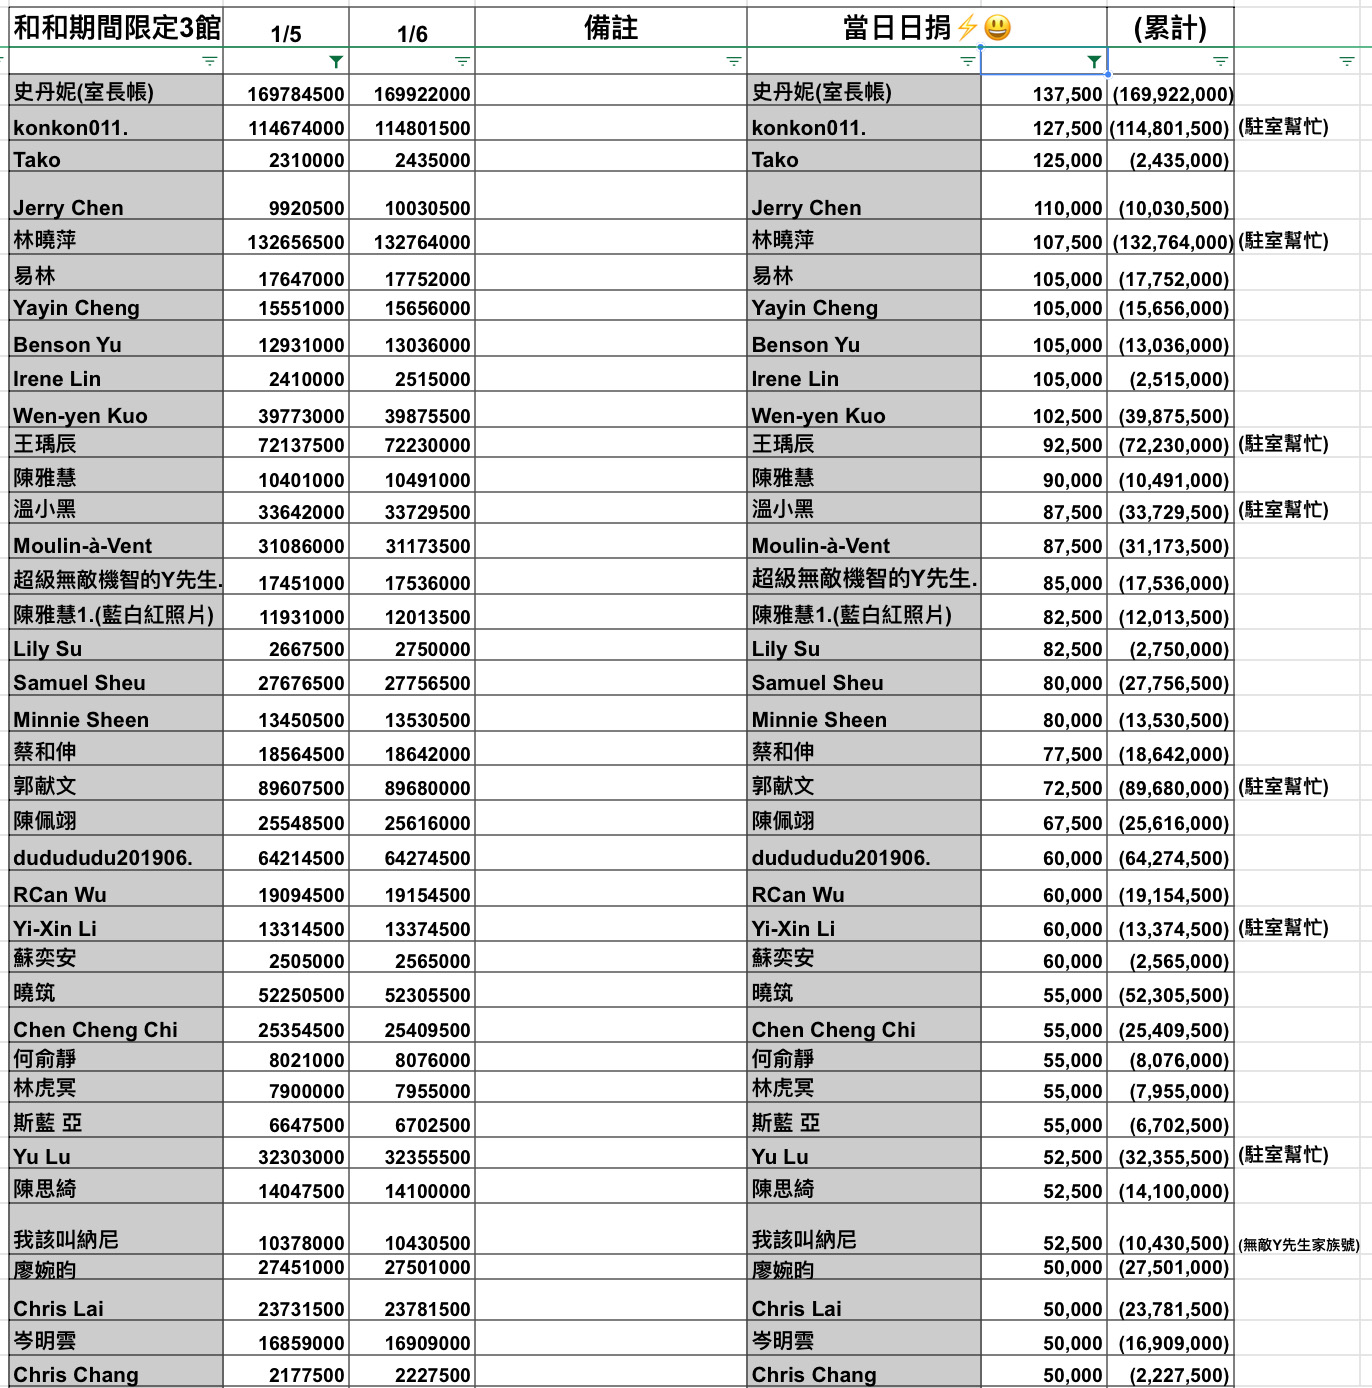 和和期間限定3館 1/5 1/6 備註 當日日捐⚡😃 (累計)
史丹妮(室長帳) 169784500 169922000 史丹妮(室長帳) 137,500 (169,922,000)
konkon011. 114674000 114801500 konkon011. 127,500 (114,801,500) (駐室幫忙)
Tako 2310000 2435000 Tako 125,000 (2,435,000)
Jerry Chen 9920500 10030500 Jerry Chen 110,000 (10,030,500)
林曉萍 132656500 132764000 林曉萍 107,500 (132,764,000) (駐室幫忙)
易林 17647000 17752000 易林 105,000 (17,752,000)
Yayin Cheng 15551000 15656000 Yayin Cheng 105,000 (15,656,000)
Benson Yu 12931000 13036000 Benson Yu 105,000 (13,036,000)
Irene Lin 2410000 2515000 Irene Lin 105,000 (2,515,000)
Wen-yen Kuo 39773000 39875500 Wen-yen Kuo 102,500 (39,875,500)
王瑀辰 72137500 72230000 王瑀辰 92,500 (72,230,000) (駐室幫忙)
陳雅慧 10401000 10491000 陳雅慧 90,000 (10,491,000)
溫小黑 33642000 33729500 溫小黑 87,500 (33,729,500) (駐室幫忙)
Moulin-à-Vent 31086000 31173500 Moulin-à-Vent 87,500 (31,173,500)
超級無敵機智的Y先生. 17451000 17536000 超級無敵機智的Y先生. 85,000 (17,536,000)
陳雅慧1.(藍白紅照片) 11931000 12013500 陳雅慧1.(藍白紅照片) 82,500 (12,013,500)
Lily Su 2667500 2750000 Lily Su 82,500 (2,750,000)
Samuel Sheu 27676500 27756500 Samuel Sheu 80,000 (27,756,500)
Minnie Sheen 13450500 13530500 Minnie Sheen 80,000 (13,530,500)
蔡和伸 18564500 18642000 蔡和伸 77,500 (18,642,000)
郭献文 89607500 89680000 郭献文 72,500 (89,680,000) (駐室幫忙)
陳佩翊 25548500 25616000 陳佩翊 67,500 (25,616,000)
dudududu201906. 64214500 64274500 dudududu201906. 60,000 (64,274,500)
RCan Wu 19094500 19154500 RCan Wu 60,000 (19,154,500)
Yi-Xin Li 13314500 13374500 Yi-Xin Li 60,000 (13,374,500) (駐室幫忙)
蘇奕安 2505000 2565000 蘇奕安 60,000 (2,565,000)
曉筑 52250500 52305500 曉筑 55,000 (52,305,500)
Chen Cheng Chi 25354500 25409500 Chen Cheng Chi 55,000 (25,409,500)
何俞靜 8021000 8076000 何俞靜 55,000 (8,076,000)
林虎冥 7900000 7955000 林虎冥 55,000 (7,955,000)
斯藍 亞 6647500 6702500 斯藍 亞 55,000 (6,702,500)
Yu Lu 32303000 32355500 Yu Lu 52,500 (32,355,500) (駐室幫忙)
陳思綺 14047500 14100000 陳思綺 52,500 (14,100,000)
我該叫納尼 10378000 10430500 我該叫納尼 52,500 (10,430,500) (無敵Y先生家族號)
廖婉昀 27451000 27501000 廖婉昀 50,000 (27,501,000)
Chris Lai 23731500 23781500 Chris Lai 50,000 (23,781,500)
岑明雲 16859000 16909000 岑明雲 50,000 (16,909,000)
Chris Chang 2177500 2227500 Chris Chang 50,000 (2,227,500)